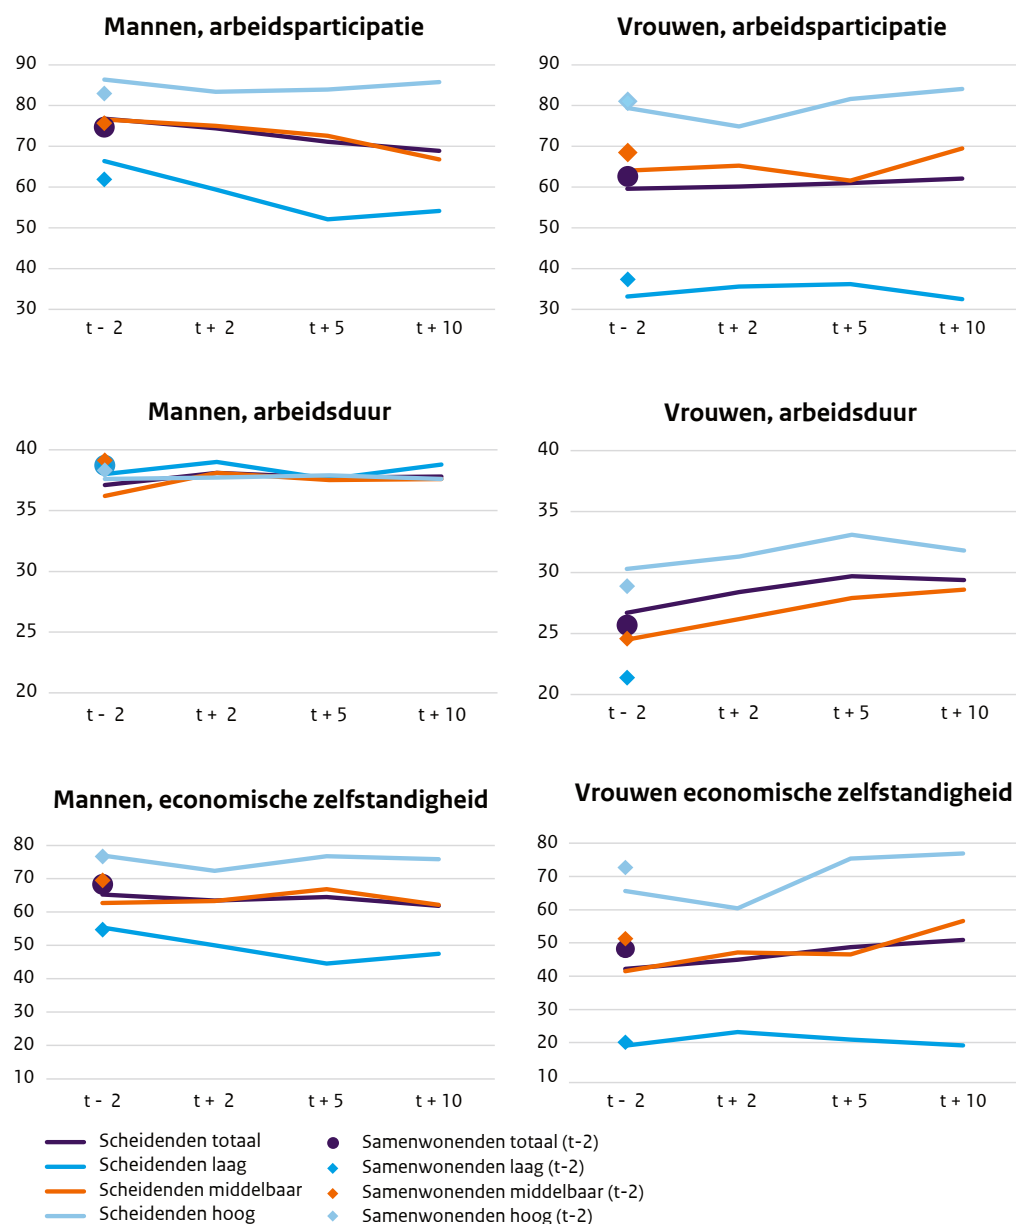 Mannen, arbeidsparticipatie
90
80
70
60
50
40
30
t - 2 t + 2 t + 5 t + 10
Vrouwen, arbeidsparticipatie
90
80
70
60
50
40
30
t - 2 t + 2 t + 5 t + 10
Mannen, arbeidsduur
40
35
30
25
20
t - 2 t + 2 t + 5 t + 10
Vrouwen, arbeidsduur
40
35
30
25
20
t - 2 t + 2 t + 5 t + 10
Mannen, economische zelfstandigheid
80
70
60
50
40
30
20
10
t - 2 t + 2 t + 5 t + 10
Vrouwen economische zelfstandigheid
80
70
60
50
40
30
20
10
t - 2 t + 2 t + 5 t + 10
Scheidenden totaal
Scheidenden laag
Scheidenden middelbaar
Scheidenden hoog
Samenwonenden totaal (t-2)
Samenwonenden laag (t-2)
Samenwonenden middelbaar (t-2)
Samenwonenden hoog (t-2)